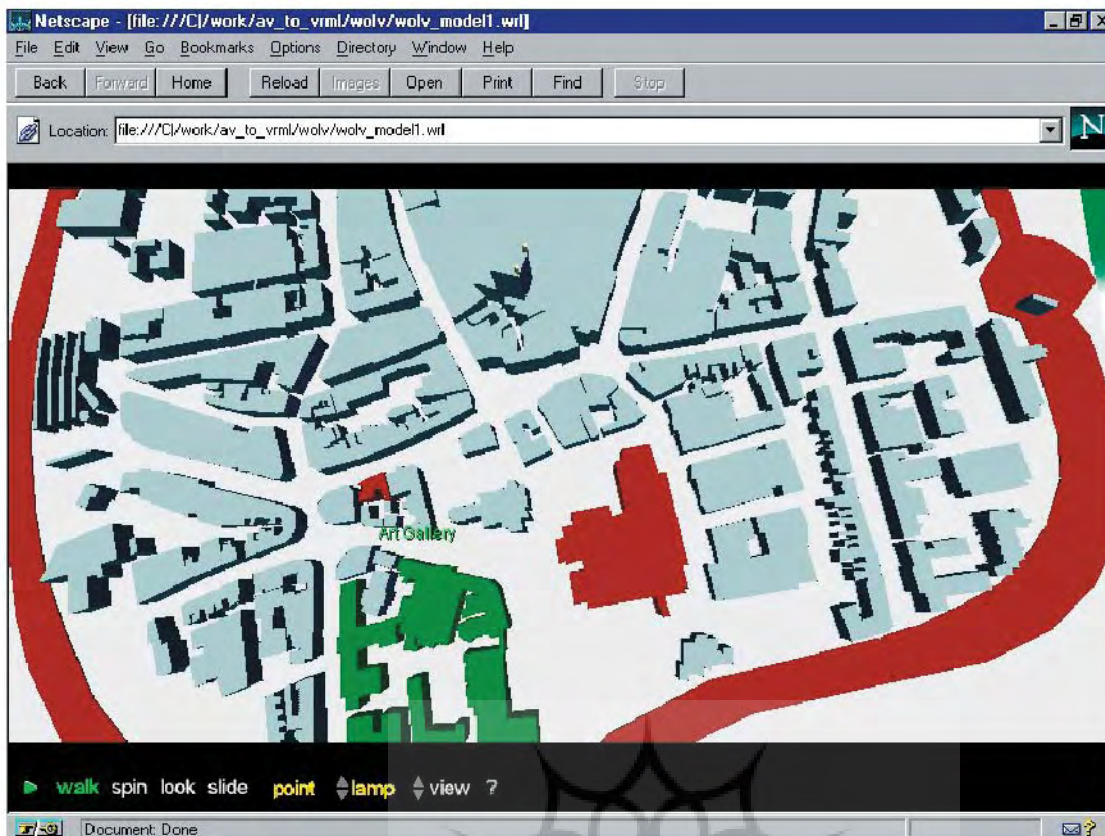 Netscape - [file:///C|/work/av_to_vrml/wolv/wolv_model1.wrl]
File Edit View Go Bookmarks Options Directory Window Help
Back Forward Home Reload Images Open Print Find Stop
Location: file:///C|/work/av_to_vrml/wolv/wolv_model1.wrl
N
Art Gallery
walk spin look slide point lamp view ?
Document: Done